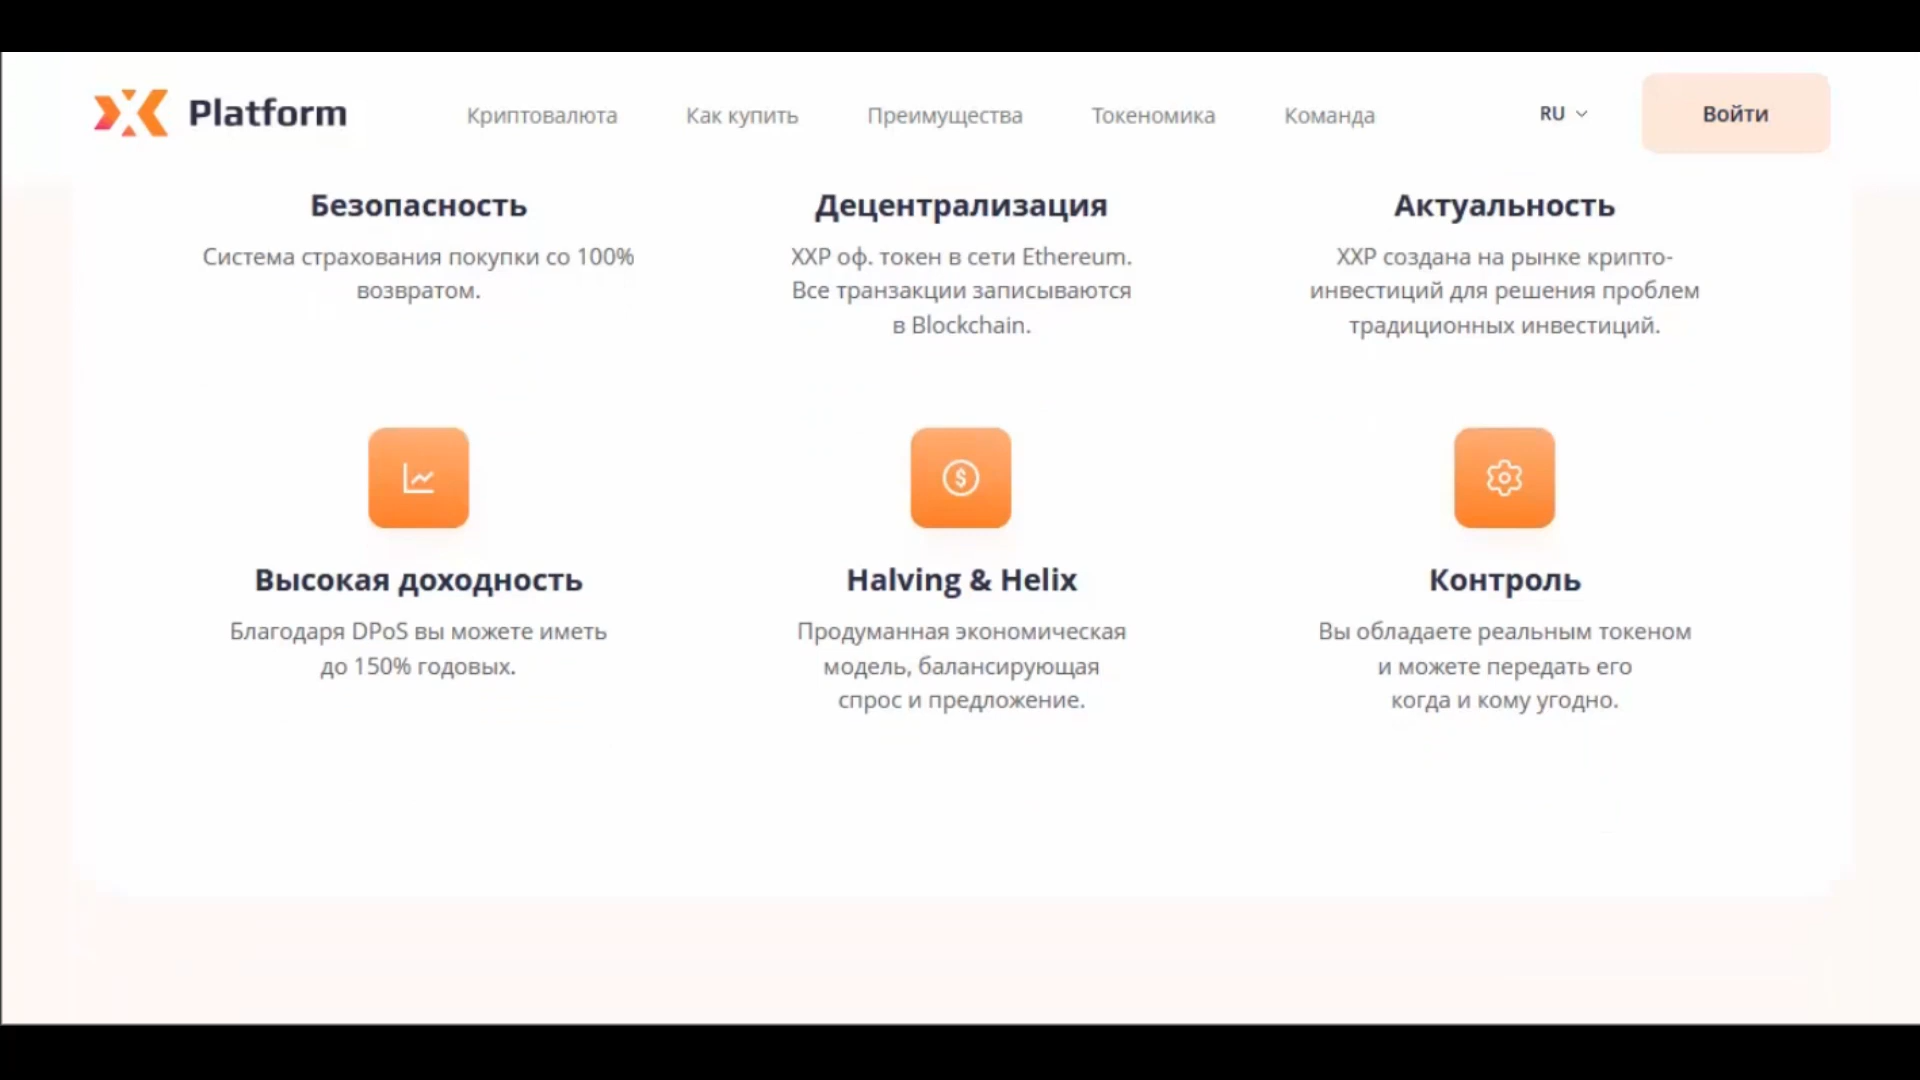 Platform
Криптовалюта
Как купить
Преимущества
Токеномика
Команда
RU
Войти
Безопасность
Система страхования покупки со 100%
возвратом.
Децентрализация
XXP оф. токен в сети Ethereum.
Все транзакции записываются
в Blockchain.
Актуальность
XXP создана на рынке крипто-
инвестиций для решения проблем
традиционных инвестиций.
Высокая доходность
Благодаря DPoS вы можете иметь
до 150% годовых.
Halving & Helix
Продуманная экономическая
модель, балансирующая
спрос и предложение.
Контроль
Вы обладаете реальным токеном
и можете передать его
когда и кому угодно.